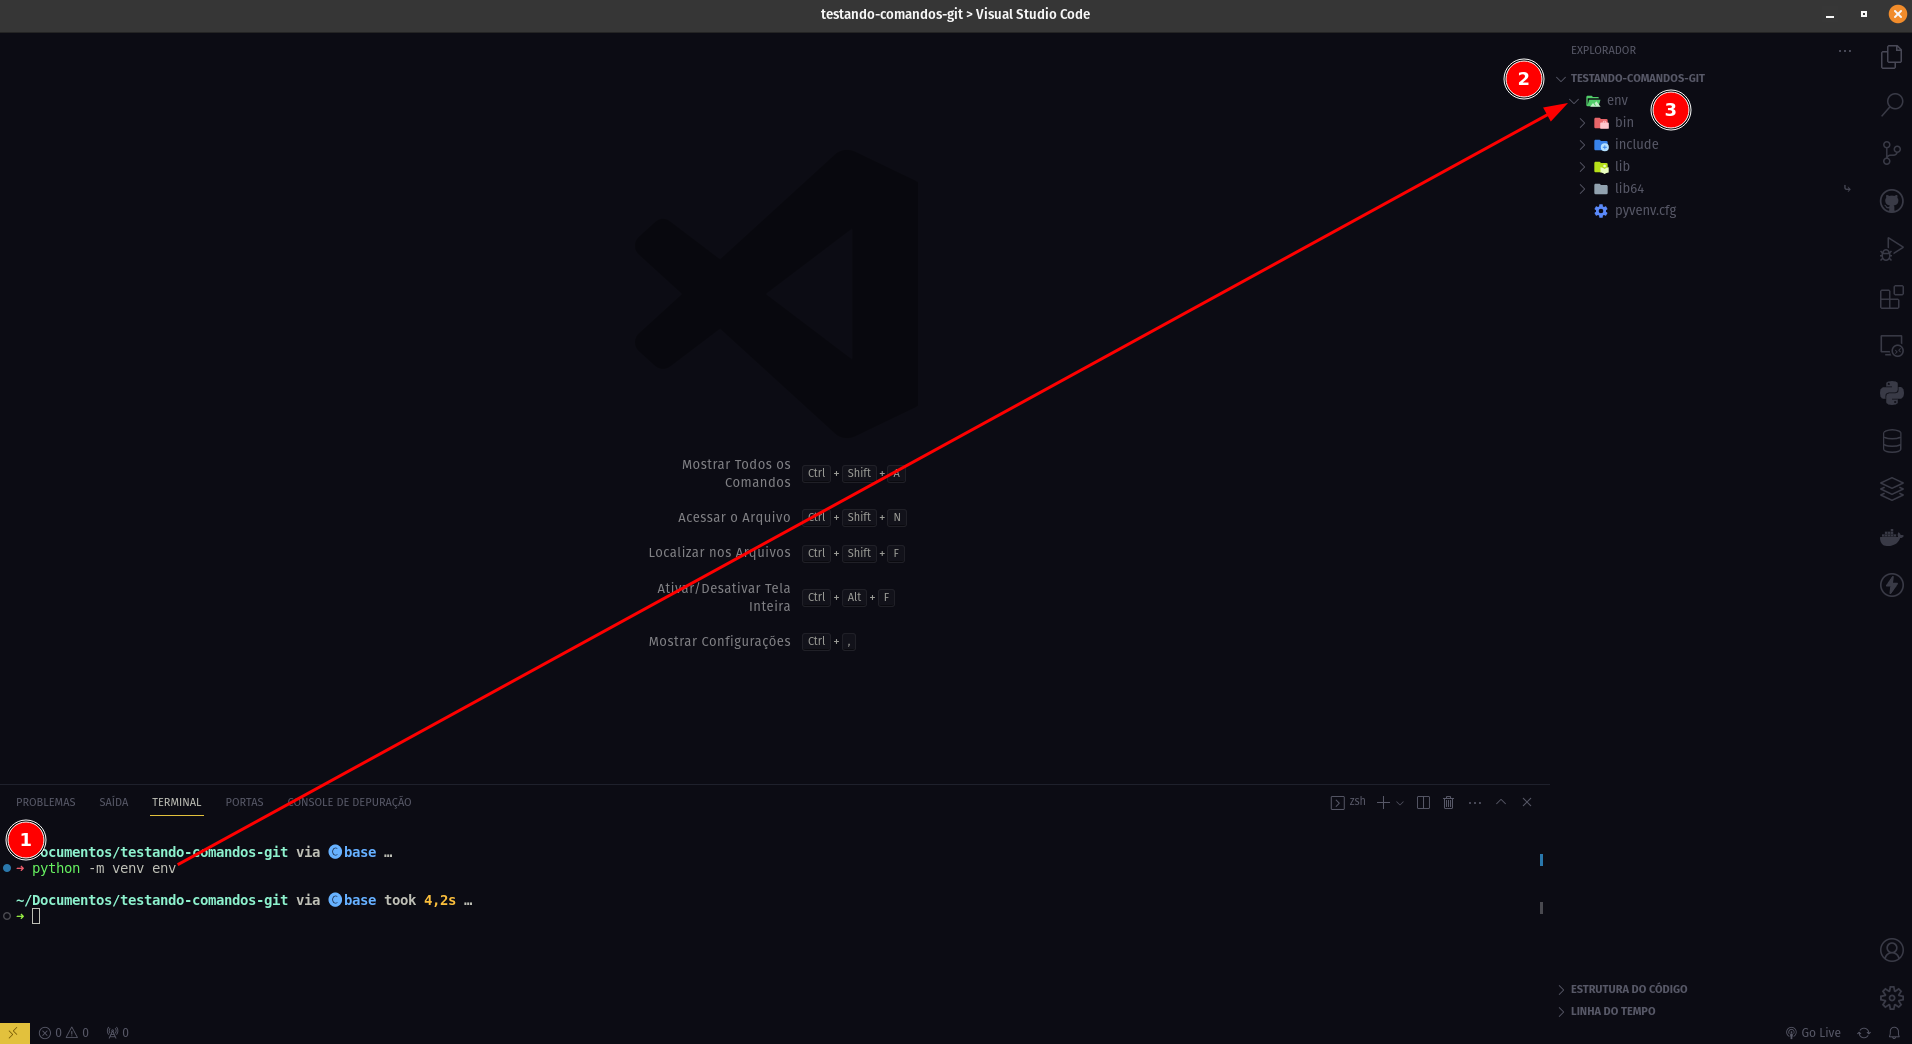 testando-comandos-git > Visual Studio Code
EXPLORADOR
2
TESTANDO-COMANDOS-GIT
env
3
bin
include
lib
lib64
pyvenv.cfg
Mostrar Todos os
Comandos
Ctrl + Shift + A
Acessar o Arquivo
Ctrl + Shift + N
Localizar nos Arquivos
Ctrl + Shift + F
Ativar/Desativar Tela
Inteira
Ctrl + Alt + F
Mostrar Configurações
Ctrl + ,
PROBLEMAS SAÍDA TERMINAL PORTAS CONSOLE DE DEPURAÇÃO
zsh
1
ocumentos/testando-comandos-git via C base …
➜ python -m venv env
~/Documentos/testando-comandos-git via C base took 4,2s …
➜
ESTRUTURA DO CÓDIGO
LINHA DO TEMPO
0 0 0
Go Live